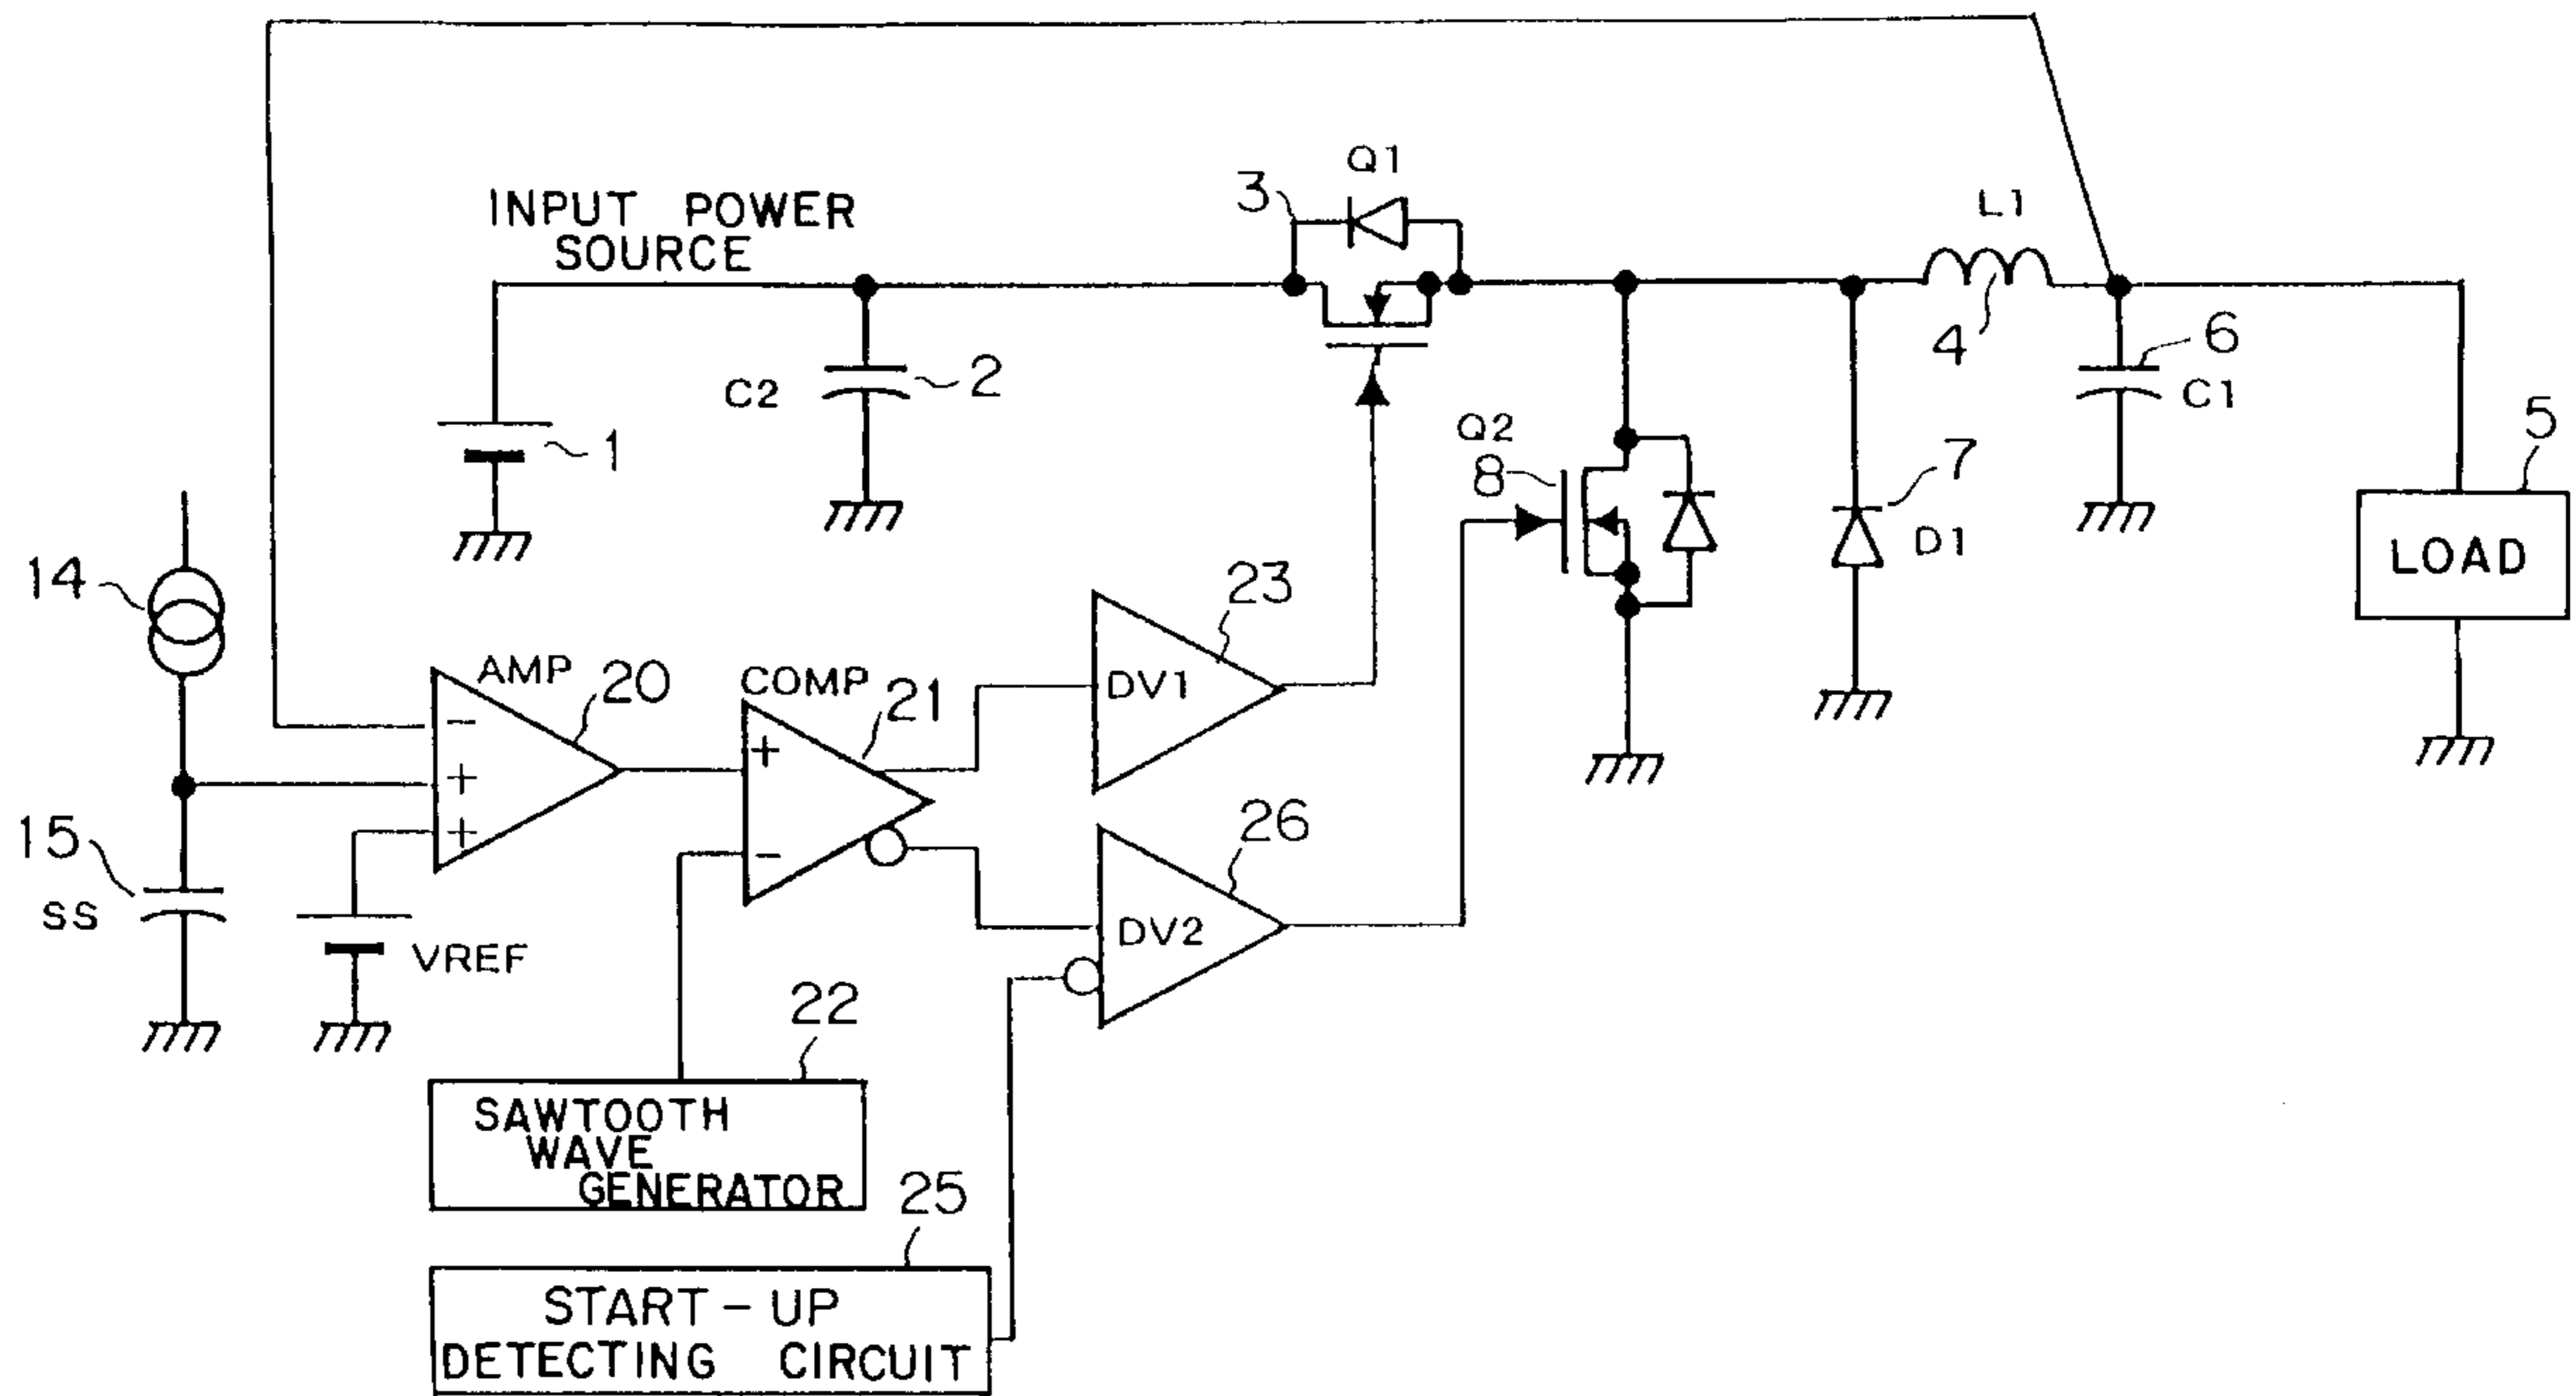 Q1
3
L1
INPUT POWER
SOURCE
4
6
C2
2
C1
1
Q2
8
7
5
D1
LOAD
14
23
AMP
20
COMP
21
DV1
-
+
+
+
-
15
SS
26
DV2
VREF
22
SAWTOOTH
WAVE
GENERATOR
25
START-UP
DETECTING CIRCUIT